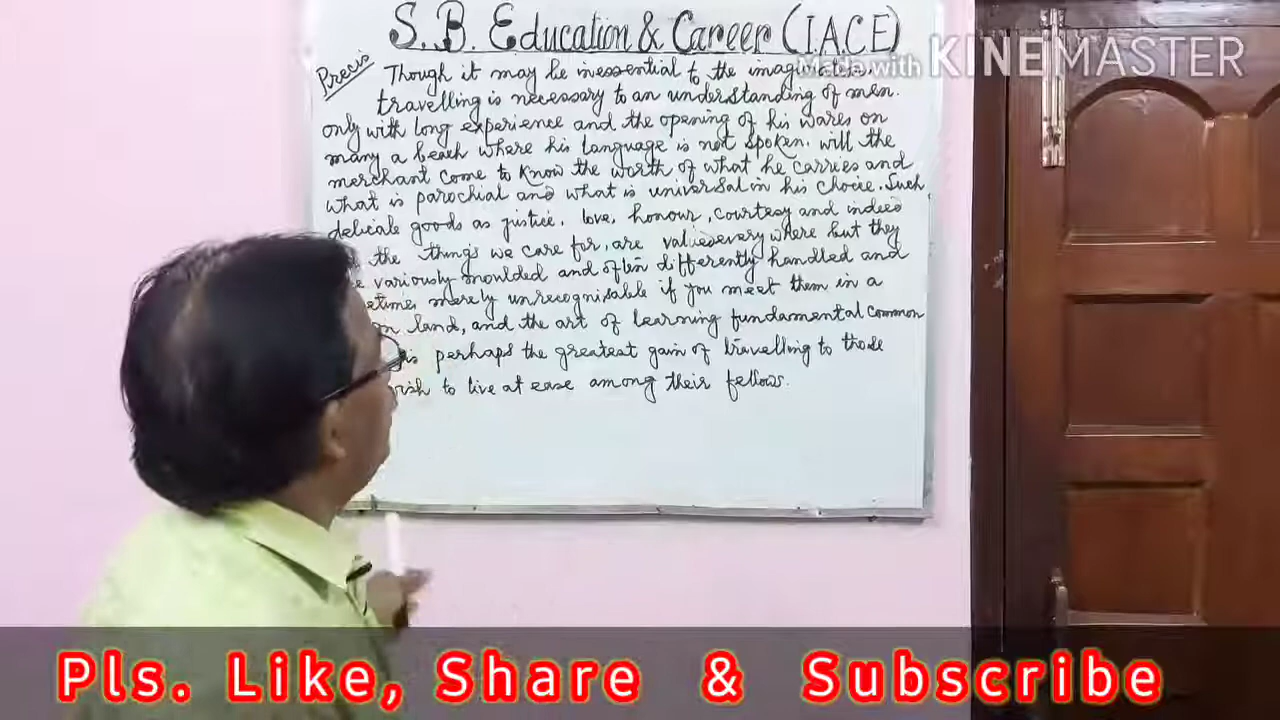 S. B. Education & Career (I.A.C.E)
Made with KINEMASTER
Precis
Though it may be inessential to the imagination,
travelling is necessary to an understanding of men.
only with long experience and the opening of his wares on
many a beach where his language is not spoken. will the
merchant come to know the worth of what he carries and
what is parochial and what is universal in his choice. Such
delicate goods as justice. love, honour, courtesy and indeed
the things we care for, are valued every where but they
variously moulded and often differently handled and
merely unrecognisable if you meet them in a
land, and the art of learning fundamental common
is perhaps the greatest gain of travelling to those
to live at ease among their fellows.
Pls. Like, Share & Subscribe